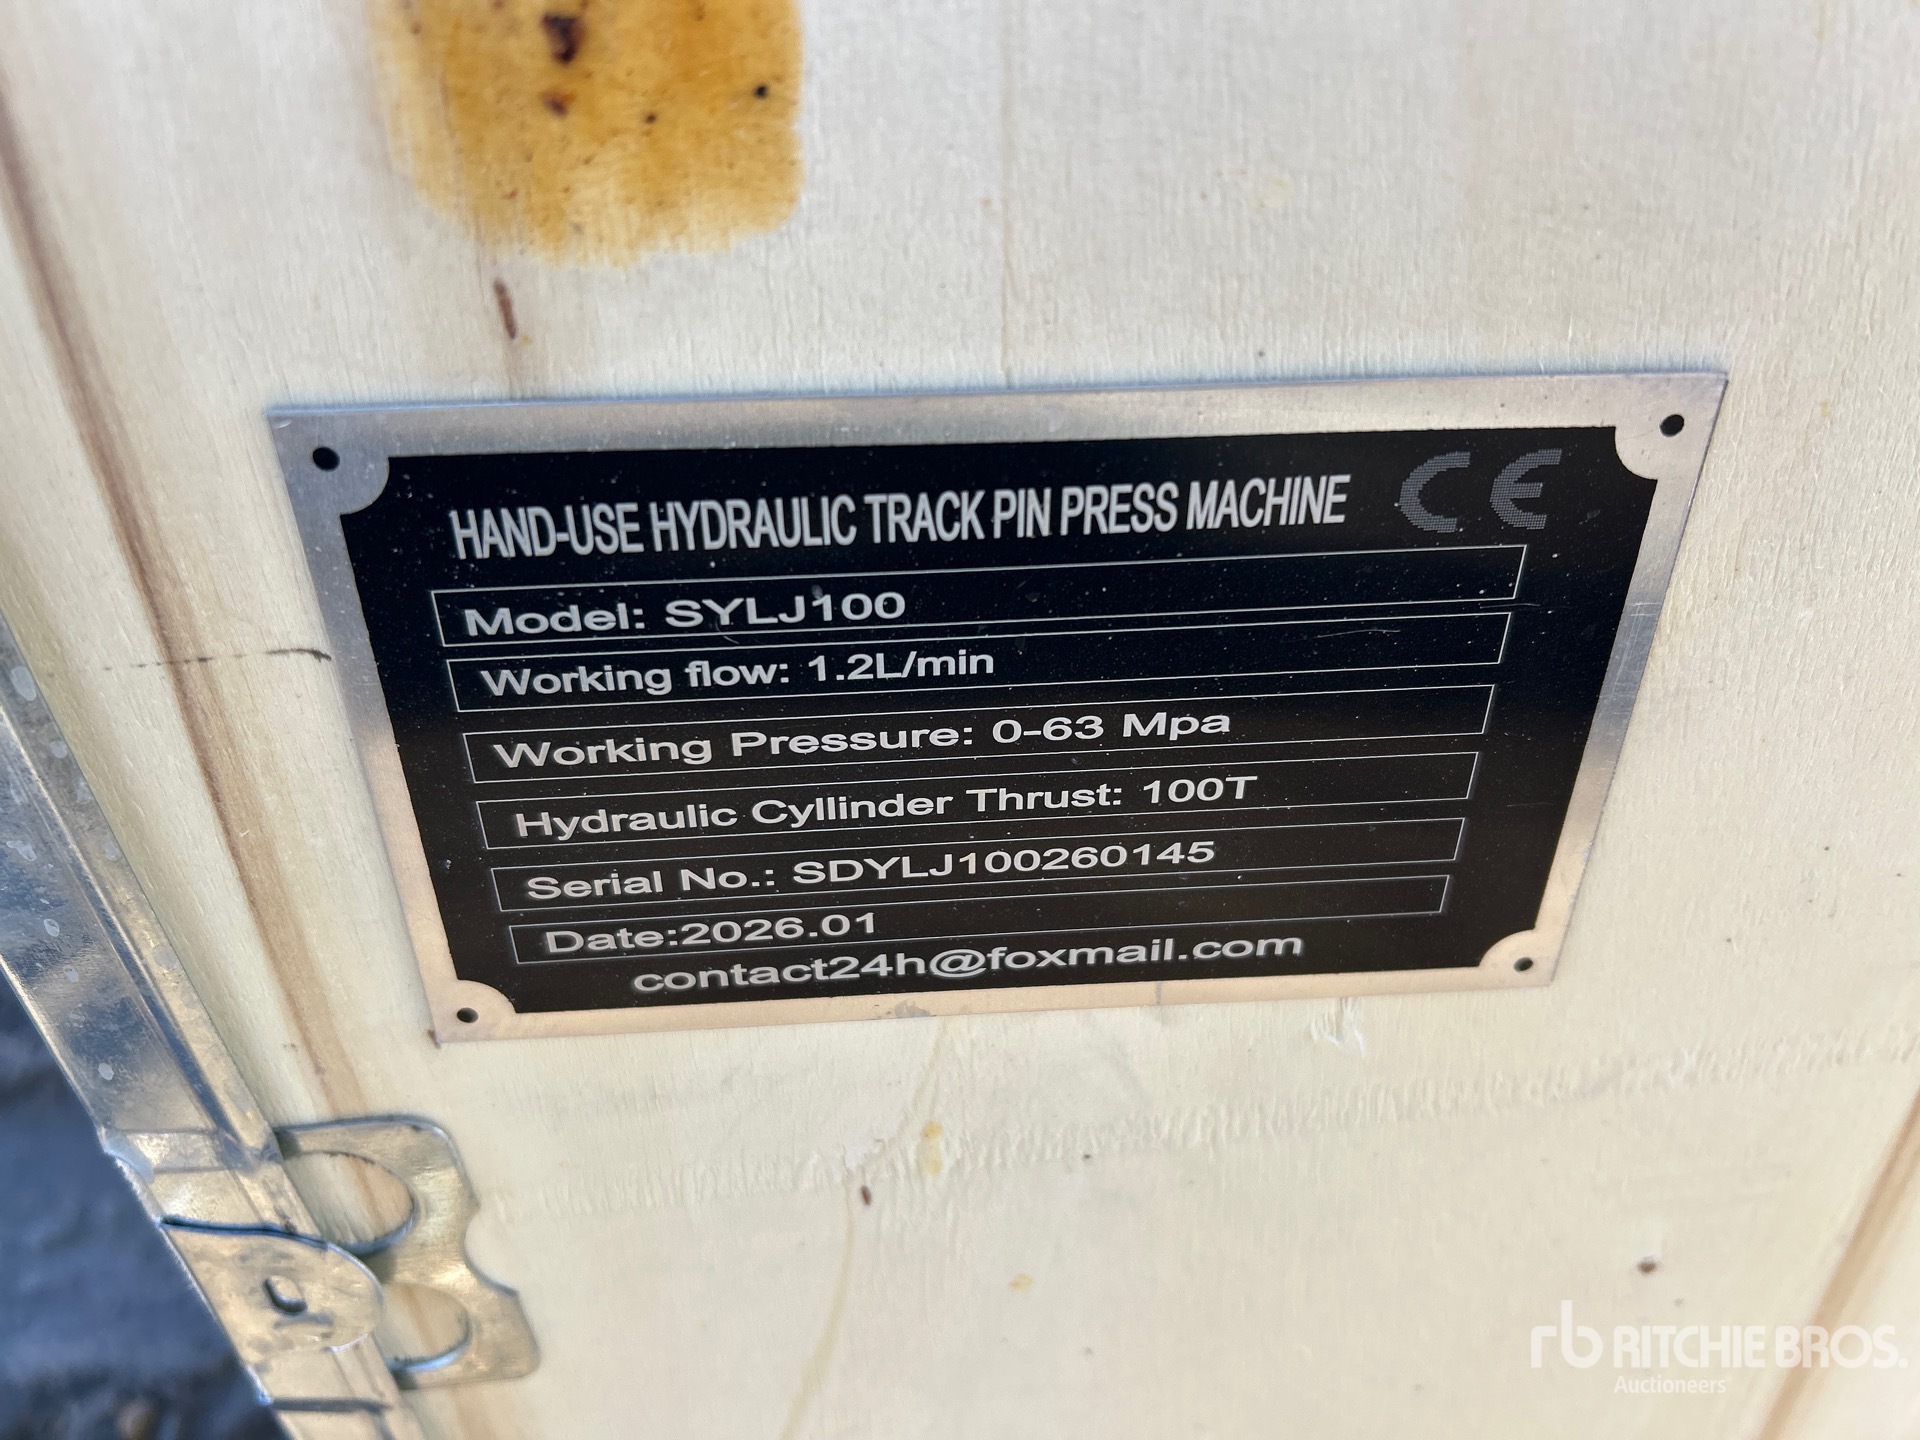 HAND-USE HYDRAULIC TRACK PIN PRESS MACHINE CE
Model: SYLJ100
Working flow: 1.2L/min
Working Pressure: 0-63 Mpa
Hydraulic Cyllinder Thrust: 100T
Serial No.: SDYLJ100260145
Date:2026.01
contact24h@foxmail.com
rb RITCHIE BROS.
Auctioneers